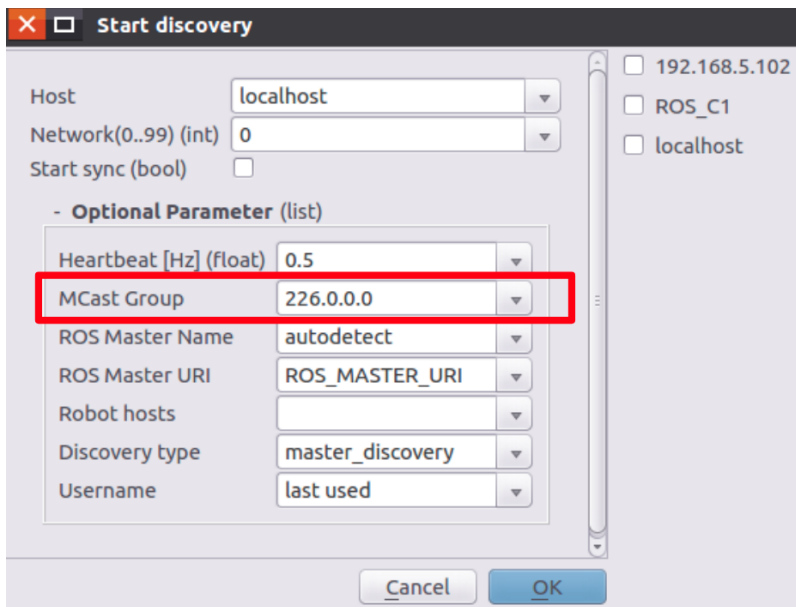 Start discovery
Host localhost
Network(0..99) (int) 0
Start sync (bool)
- Optional Parameter (list)
Heartbeat [Hz] (float) 0.5
MCast Group 226.0.0.0
ROS Master Name autodetect
ROS Master URI ROS_MASTER_URI
Robot hosts
Discovery type master_discovery
Username last used
192.168.5.102
ROS_C1
localhost
Cancel OK